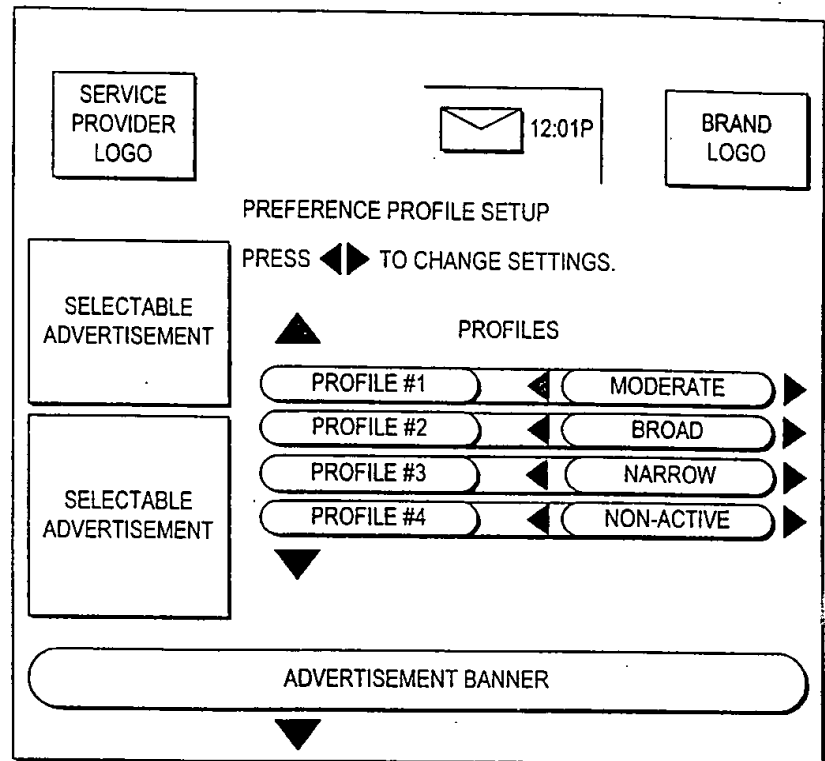 SERVICE
PROVIDER
LOGO
12:01P
BRAND
LOGO
PREFERENCE PROFILE SETUP
PRESS ◀▶ TO CHANGE SETTINGS.
SELECTABLE
ADVERTISEMENT
PROFILES
PROFILE #1 MODERATE
PROFILE #2 BROAD
PROFILE #3 NARROW
PROFILE #4 NON-ACTIVE
SELECTABLE
ADVERTISEMENT
ADVERTISEMENT BANNER